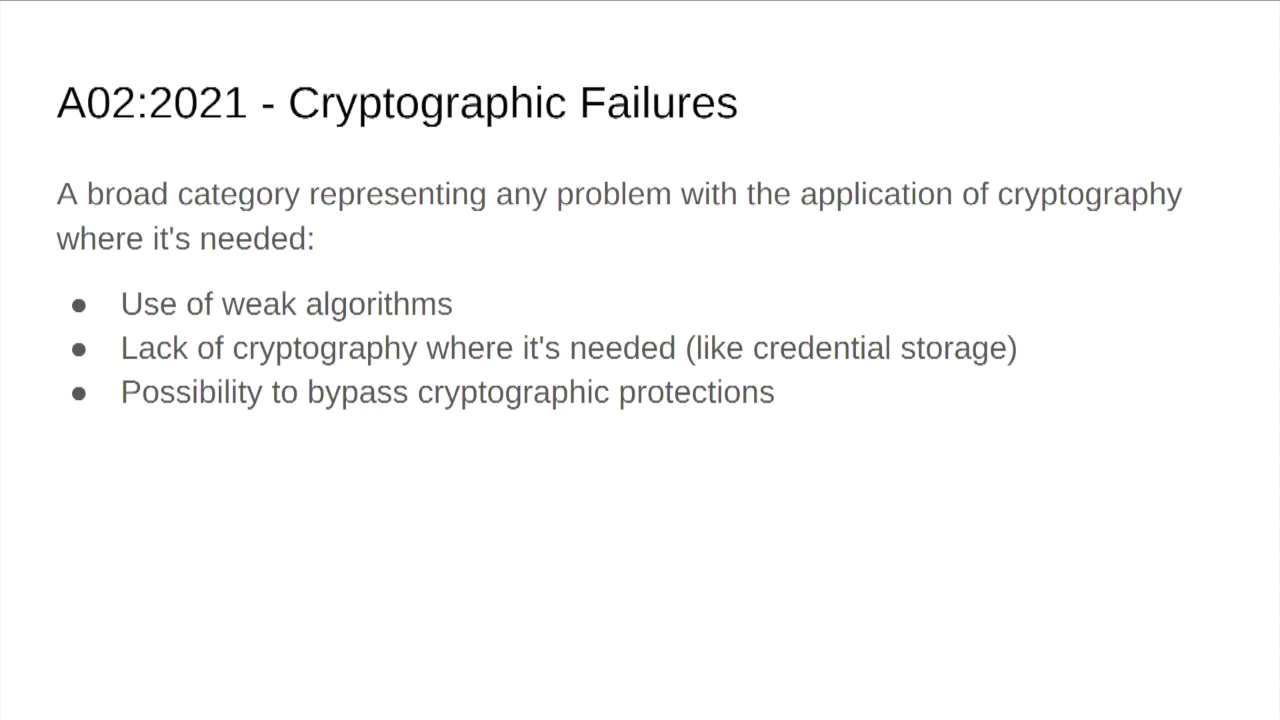 A02:2021 - Cryptographic Failures
A broad category representing any problem with the application of cryptography
where it's needed:
● Use of weak algorithms
● Lack of cryptography where it's needed (like credential storage)
● Possibility to bypass cryptographic protections